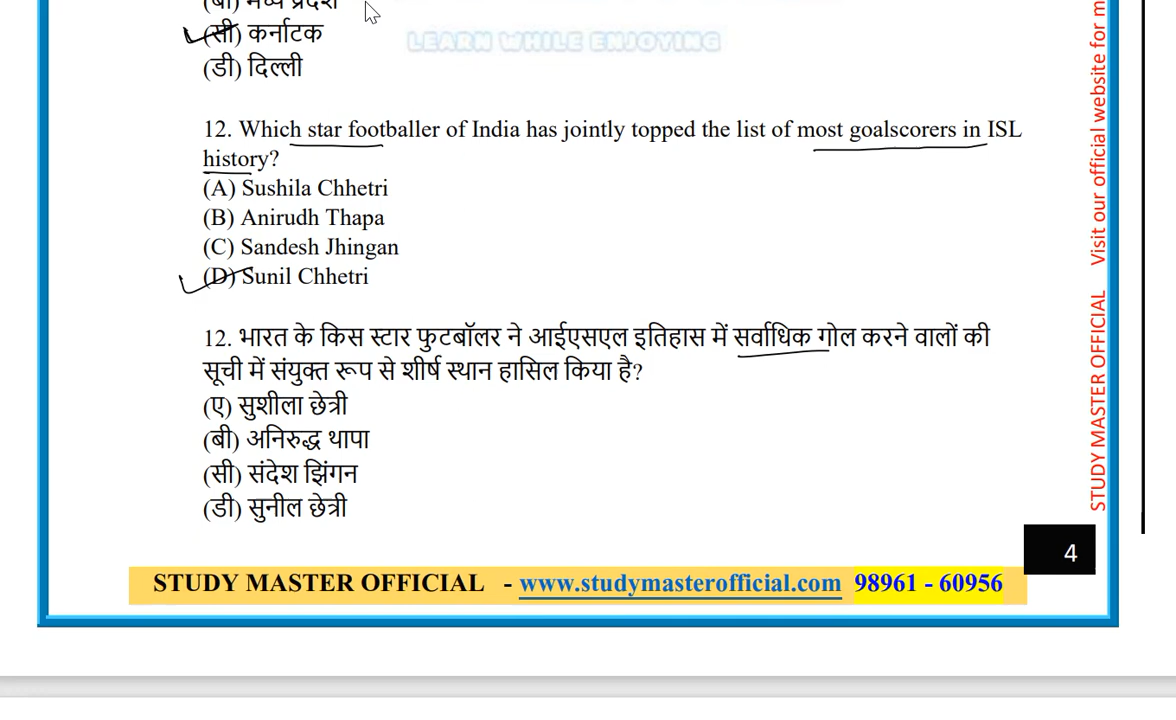 (बी) मध्य प्रदेश
(सी) कर्नाटक
(डी) दिल्ली
LEARN WHILE ENJOYING
12. Which star footballer of India has jointly topped the list of most goalscorers in ISL
history?
(A) Sushila Chhetri
(B) Anirudh Thapa
(C) Sandesh Jhingan
(D) Sunil Chhetri
12. भारत के किस स्टार फुटबॉलर ने आईएसएल इतिहास में सर्वाधिक गोल करने वालों की
सूची में संयुक्त रूप से शीर्ष स्थान हासिल किया है?
(ए) सुशीला छेत्री
(बी) अनिरुद्ध थापा
(सी) संदेश झिंगन
(डी) सुनील छेत्री
4
STUDY MASTER OFFICIAL - www.studymasterofficial.com 98961 - 60956
STUDY MASTER OFFICIAL Visit our official website for m